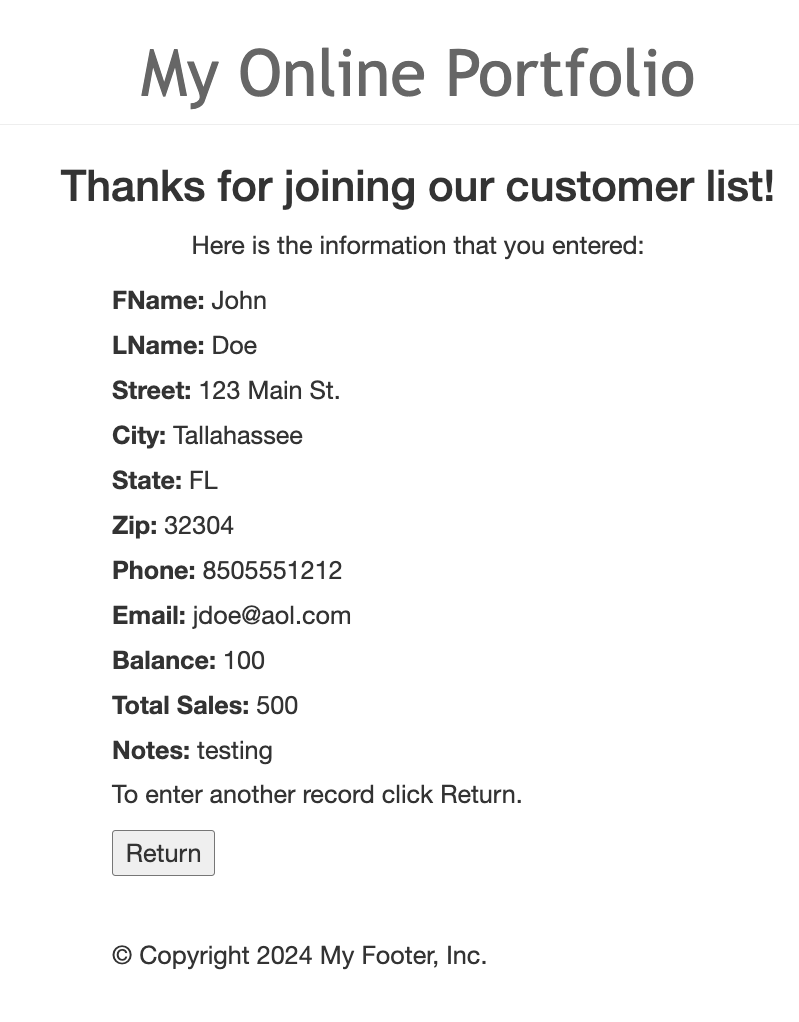 My Online Portfolio
Thanks for joining our customer list!
Here is the information that you entered:
FName: John
LName: Doe
Street: 123 Main St.
City: Tallahassee
State: FL
Zip: 32304
Phone: 8505551212
Email: jdoe@aol.com
Balance: 100
Total Sales: 500
Notes: testing
To enter another record click Return.
Return
© Copyright 2024 My Footer, Inc.